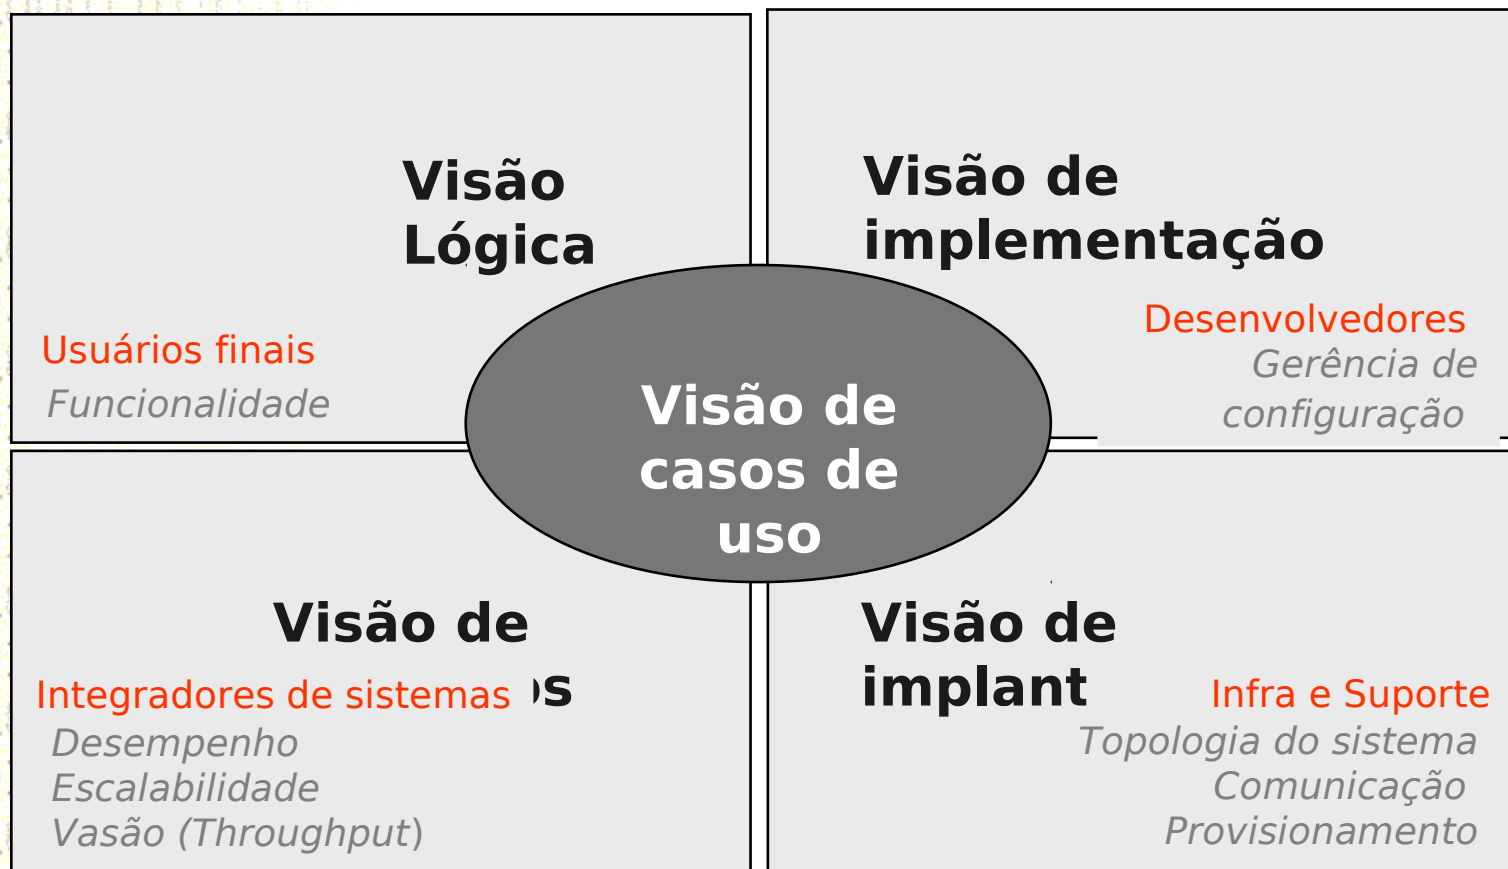 Visão
Lógica
Usuários finais
Funcionalidade
Visão de
implementação
Desenvolvedores
Gerência de
configuração
Visão de
casos de
uso
Visão de
Integradores de sistemas
Desempenho
Escalabilidade
Vasão (Throughput)
Visão de
implant
Infra e Suporte
Topologia do sistema
Comunicação
Provisionamento